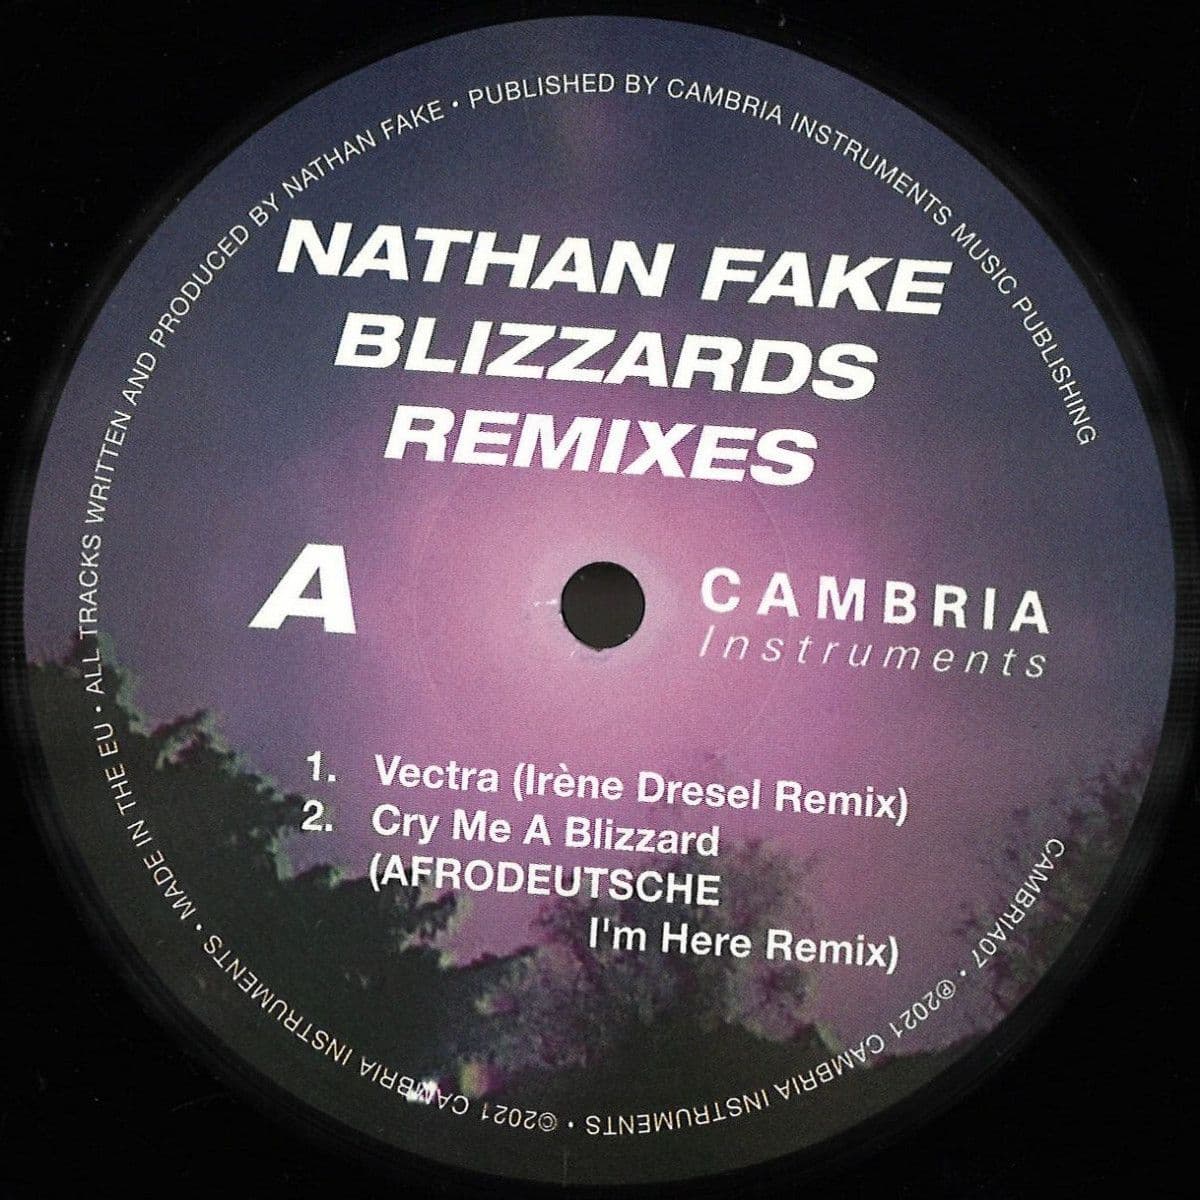 NATHAN FAKE
BLIZZARDS
REMIXES
A
CAMBRIA
Instruments
1. Vectra (Irène Dresel Remix)
2. Cry Me A Blizzard
(AFRODEUTSCHE
I'm Here Remix)
CAMBRIA07 • ℗2021 CAMBRIA INSTRUMENTS • ©2021 CAMBRIA INSTRUMENTS • MADE IN THE EU • ALL TRACKS WRITTEN AND PRODUCED BY NATHAN FAKE • PUBLISHED BY CAMBRIA INSTRUMENTS MUSIC PUBLISHING